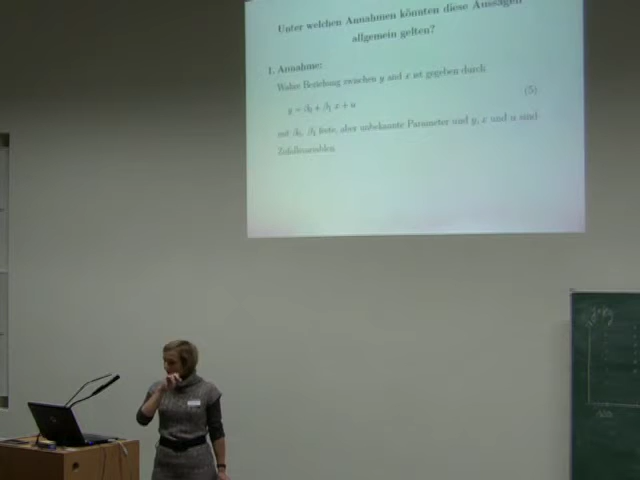 Unter welchen Annahmen könnten diese Aussagen
allgemein gelten?
1. Annahme:
Wahre Beziehung zwischen y und x ist gegeben durch
y = β₀ + β₁ x + u
(5)
mit β₀, β₁ feste, aber unbekannte Parameter und y, x und u sind
Zufallsvariablen